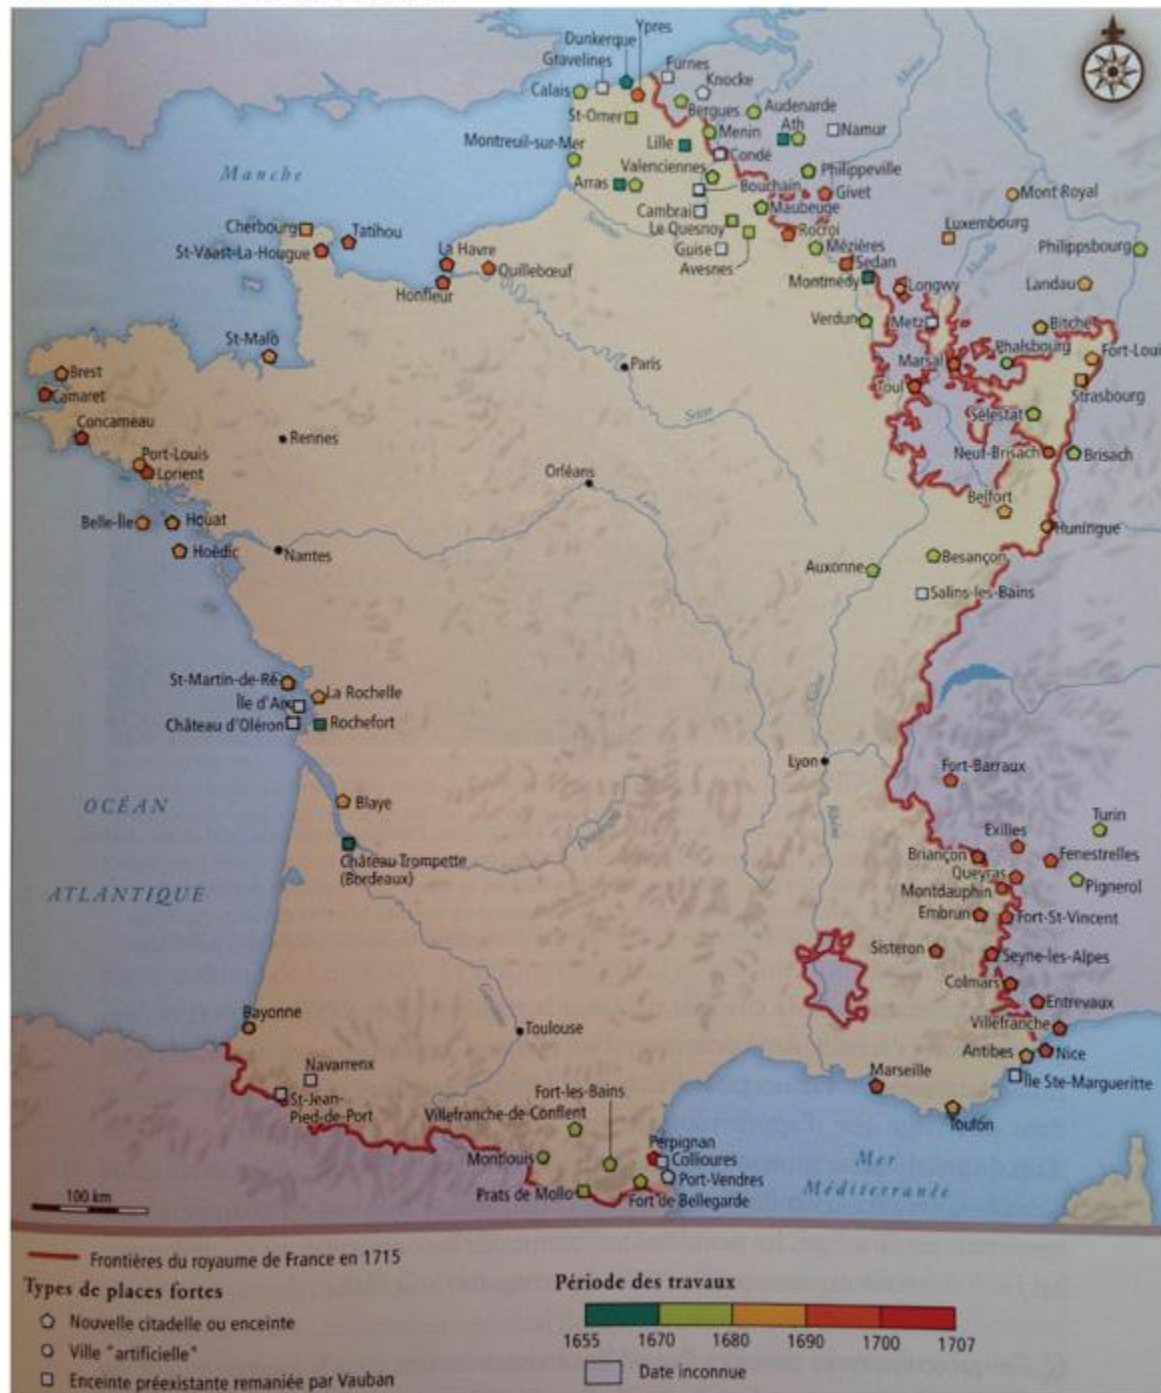 Ypres
Dunkerque
Gravelines
Furnes
Knocke
Calais
Bergues
Audenarde
St-Omer
Ath
Namur
Menin
Lille
Montreuil-sur-Mer
Condé
Valenciennes
Philippeville
Manche
Arras
Bouchain
Givet
Mont Royal
Cambrai
Maubeuge
Cherbourg
Tatihou
Le Quesnoy
Rocroi
Luxembourg
St-Vaast-La-Hougue
La Havre
Guise
Mézières
Philippsbourg
Quillebœuf
Avesnes
Sedan
Montmédy
Longwy
Landau
Honfleur
Verdun
Metz
Bitche
St-Malo
Phalsbourg
Fort-Loui
Paris
Marsal
Brest
Toul
Strasbourg
Camaret
Seine
Sélestat
Concarneau
Rennes
Neuf-Brisach
Brisach
Port-Louis
Orléans
Lorient
Loire
Belfort
Belle-Île
Houat
Huningue
Hoëdic
Nantes
Auxonne
Besançon
Salins-les-Bains
St-Martin-de-Ré
La Rochelle
Île d'Aix
Château d'Oléron
Rochefort
Lyon
Fort-Barraux
OCÉAN
Blaye
Rhône
Turin
Exilles
Château Trompette
(Bordeaux)
Briançon
Fenestrelles
Queyras
Pignerol
ATLANTIQUE
Montdauphin
Embrun
Fort-St-Vincent
Sisteron
Seyne-les-Alpes
Colmars
Garonne
Entrevaux
Bayonne
Toulouse
Villefranche
Antibes
Nice
Navarrenx
Marseille
Île Ste-Margueritte
Fort-les-Bains
St-Jean-
Pied-de-Port
Villefranche-de-Conflent
Toulon
Perpignan
Montlouis
Collioures
Mer
Port-Vendres
Méditerranée
Prats de Mollo
Fort de Bellegarde
100 km
Frontières du royaume de France en 1715
Types de places fortes
Nouvelle citadelle ou enceinte
Ville "artificielle"
Enceinte préexistante remaniée par Vauban
Période des travaux
1655 1670 1680 1690 1700 1707
Date inconnue